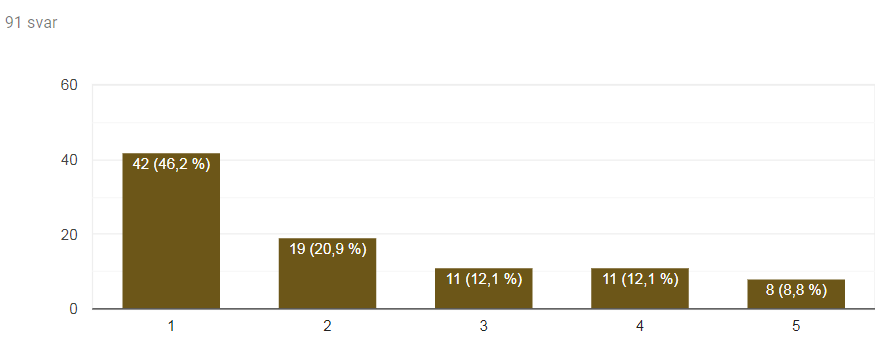 91 svar
60
40
20
0
42 (46,2 %)
19 (20,9 %)
11 (12,1 %)
11 (12,1 %)
8 (8,8 %)
1
2
3
4
5